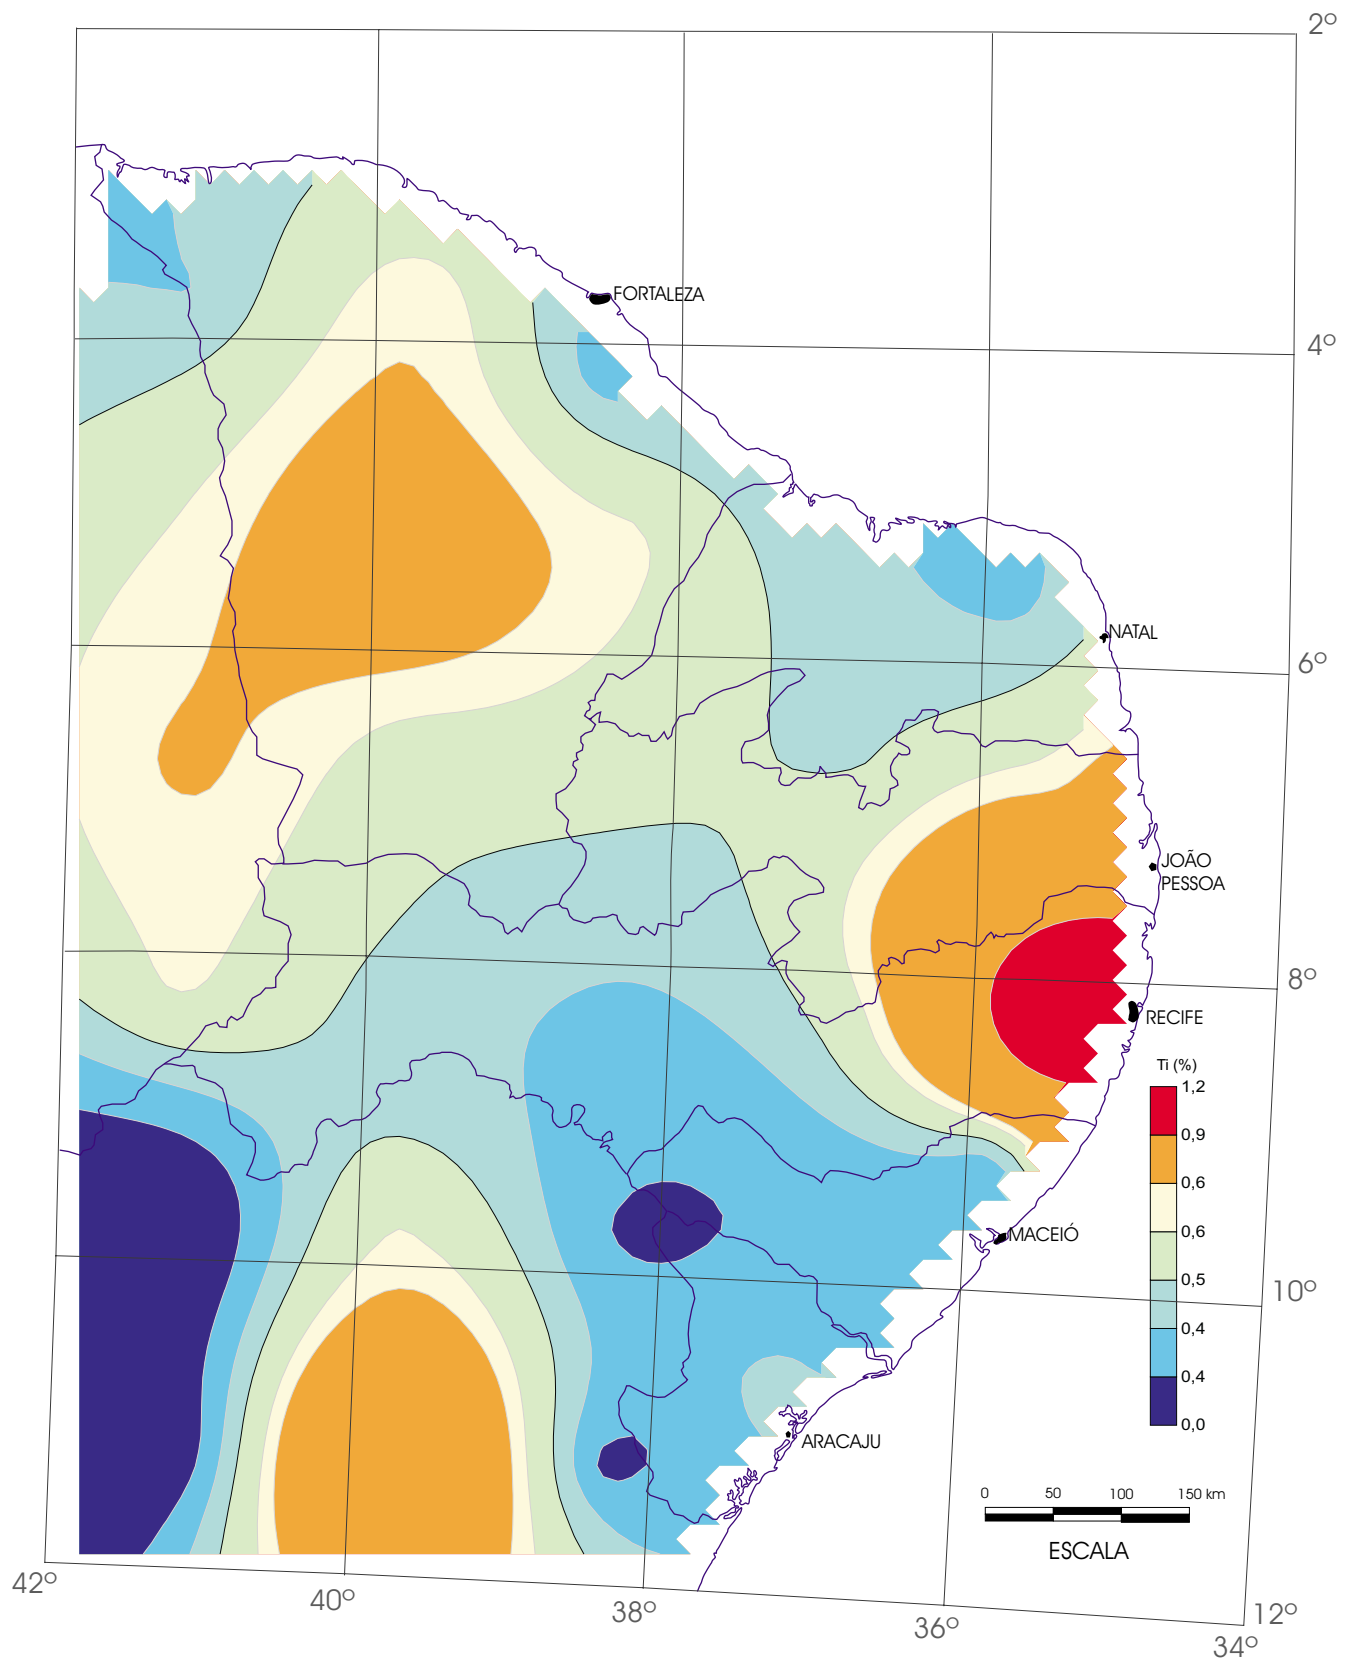 2º
FORTALEZA
4º
NATAL
6º
JOÃO
PESSOA
8º
RECIFE
Ti (%)
1,2
0,9
0,6
0,6
0,5
0,4
0,4
0,0
MACEIÓ
10º
ARACAJU
0 50 100 150 km
ESCALA
42º
40º
38º
36º
12º
34º